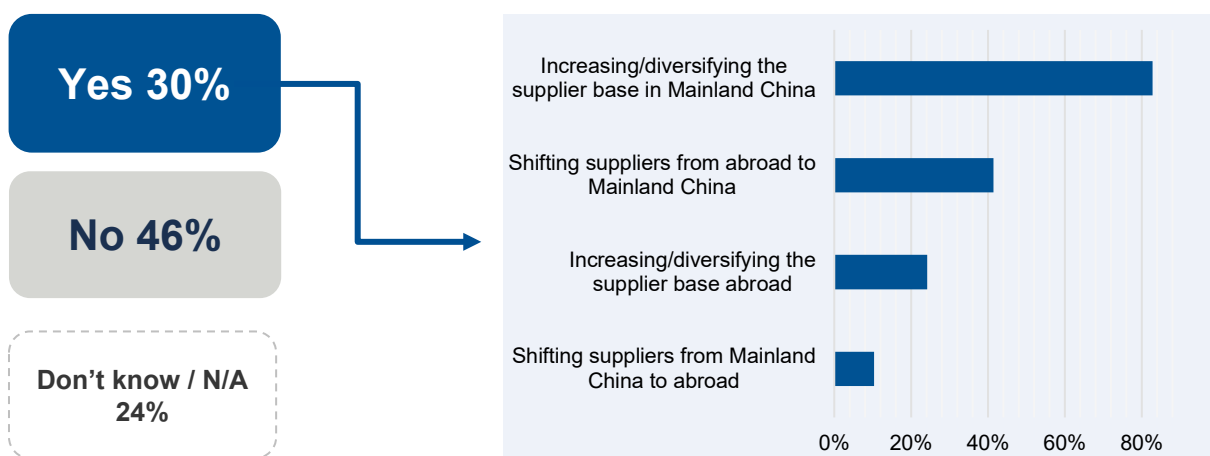 Yes 30%
No 46%
Don’t know / N/A
24%
Increasing/diversifying the
supplier base in Mainland China
Shifting suppliers from abroad to
Mainland China
Increasing/diversifying the
supplier base abroad
Shifting suppliers from Mainland
China to abroad
0% 20% 40% 60% 80%